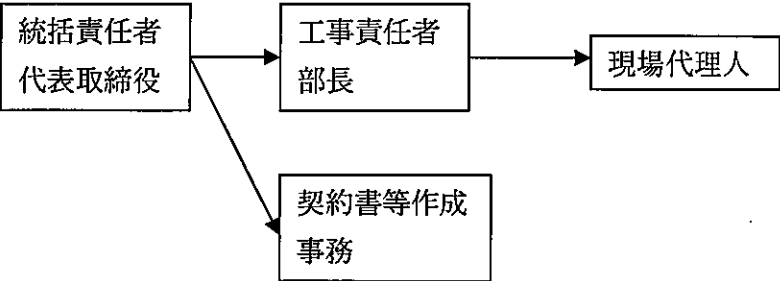 統括責任者
代表取締役
工事責任者
部長
現場代理人
契約書等作成
事務